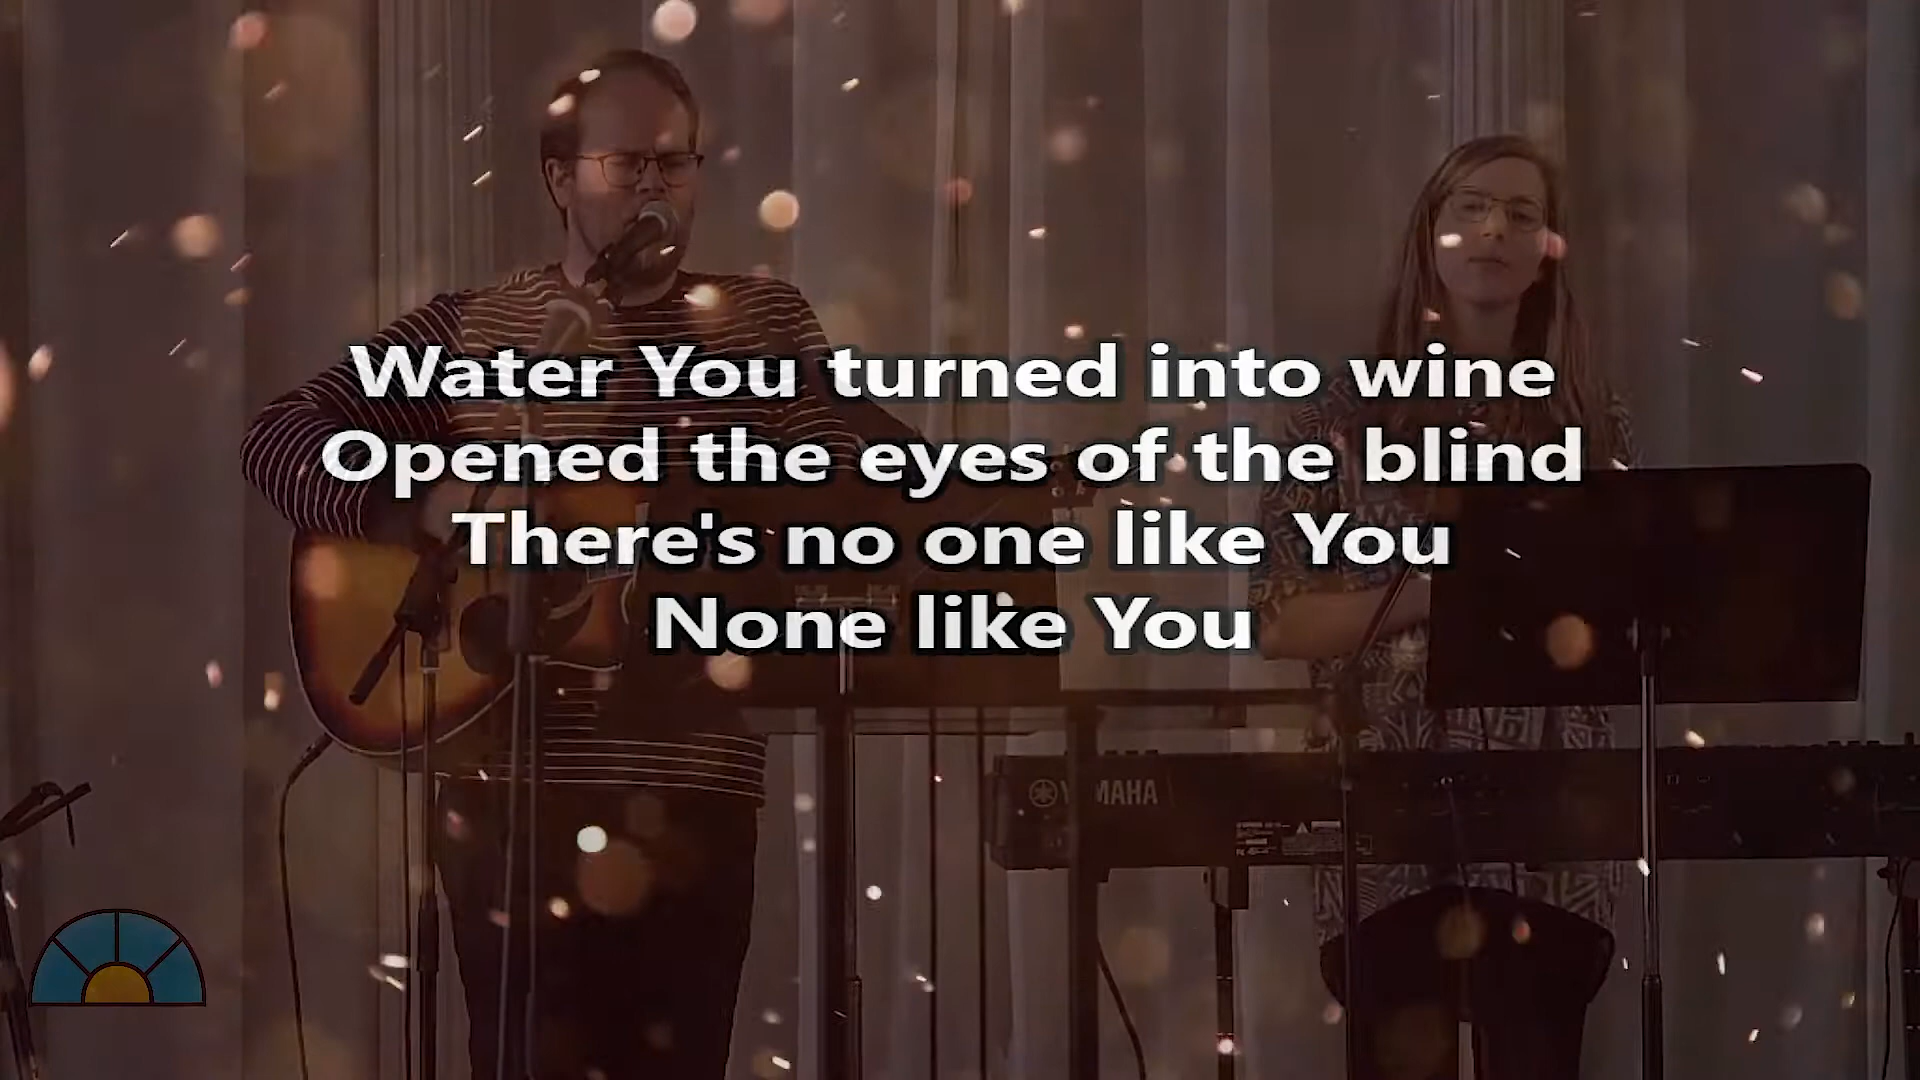 Water You turned into wine
Opened the eyes of the blind
There's no one like You
None like You
YAMAHA